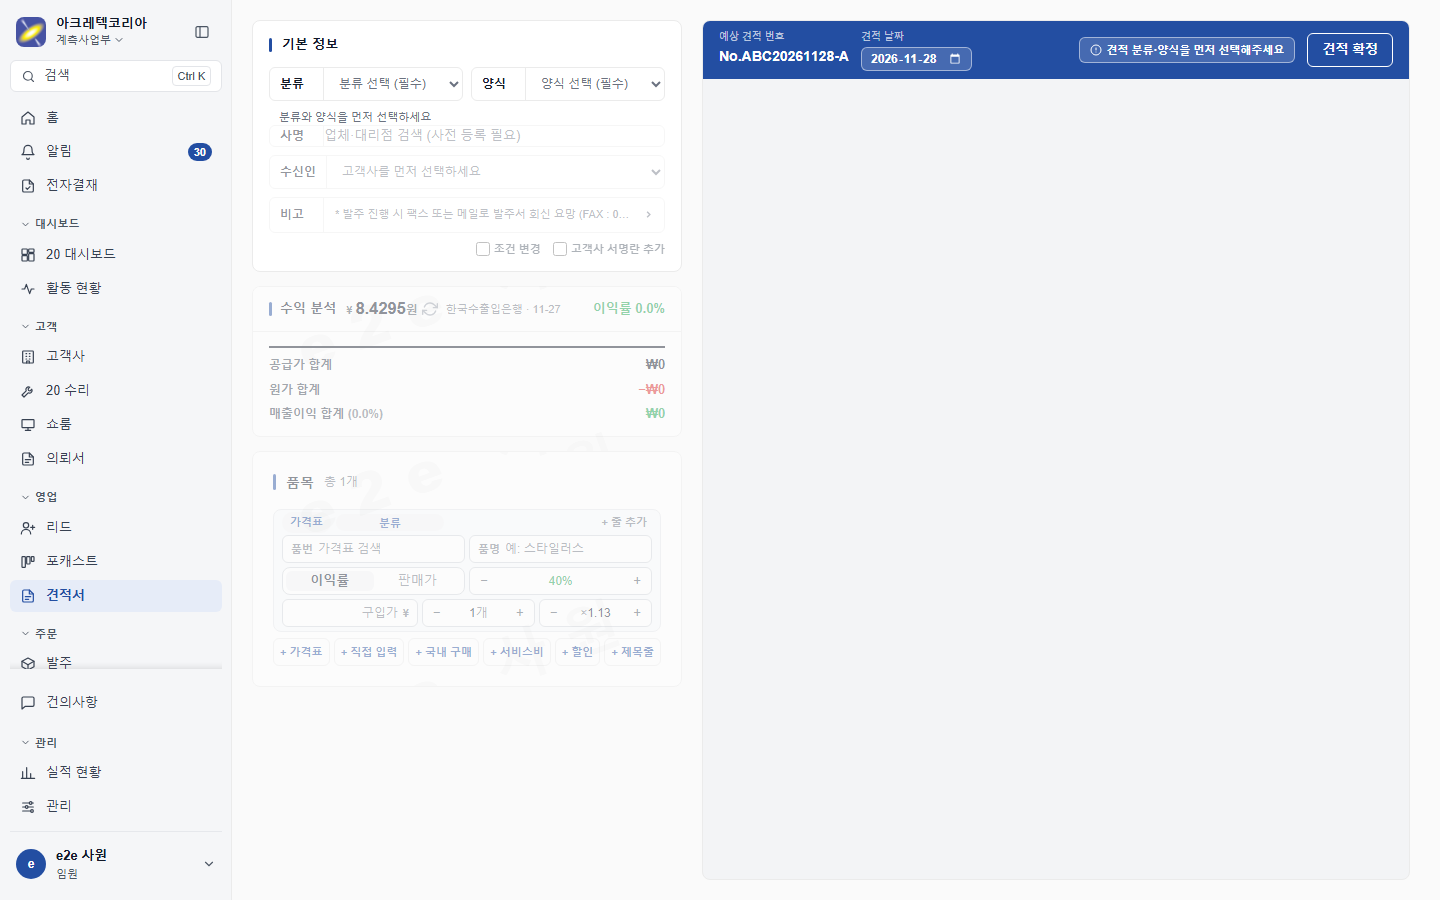 아크레텍코리아
계측사업부
검색
Ctrl K
홈
알림
30
전자결재
대시보드
20 대시보드
활동 현황
고객
고객사
20 수리
쇼룸
의뢰서
영업
리드
포캐스트
견적서
주문
발주
건의사항
관리
실적 현황
관리
e
e2e 사원
임원
기본 정보
분류
분류 선택 (필수)
양식
양식 선택 (필수)
분류와 양식을 먼저 선택하세요
사명
업체·대리점 검색 (사전 등록 필요)
수신인
고객사를 먼저 선택하세요
비고
* 발주 진행 시 팩스 또는 메일로 발주서 회신 요망 (FAX : 0...
조건 변경
고객사 서명란 추가
수익 분석
¥ 8.4295원
한국수출입은행 · 11-27
이익률 0.0%
공급가 합계
₩0
원가 합계
−₩0
매출이익 합계 (0.0%)
₩0
품목
총 1개
가격표
분류
+ 줄 추가
품번 가격표 검색
품명 예: 스타일러스
이익률
판매가
− 40% +
구입가 ¥
− 1개 +
− ×1.13 +
+ 가격표
+ 직접 입력
+ 국내 구매
+ 서비스비
+ 할인
+ 제목줄
예상 견적 번호
No.ABC20261128-A
견적 날짜
2026-11-28
견적 분류·양식을 먼저 선택해주세요
견적 확정